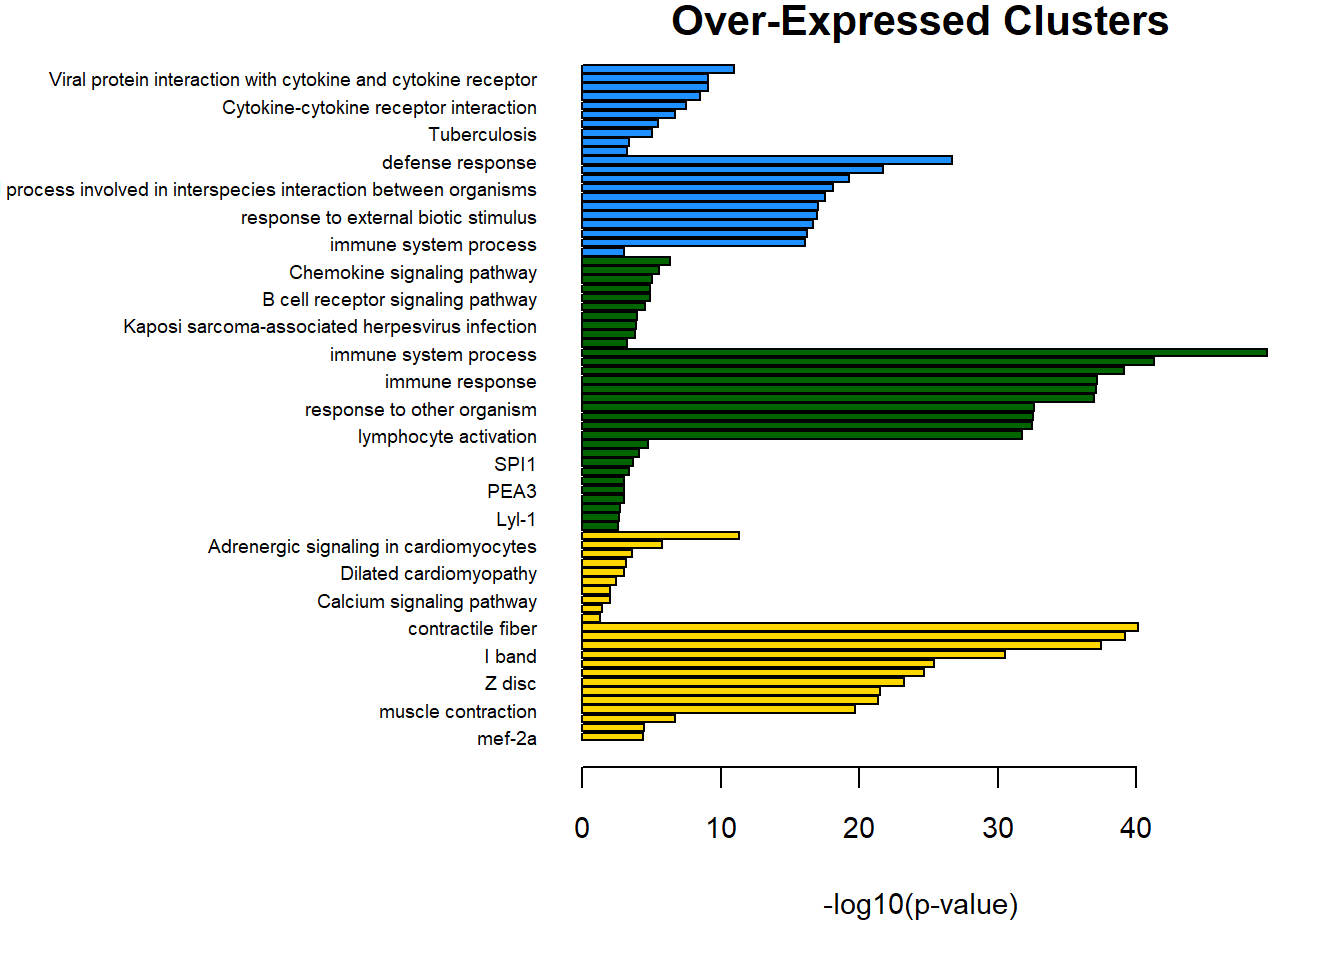 Over-Expressed Clusters
Viral protein interaction with cytokine and cytokine receptor
Cytokine-cytokine receptor interaction
Tuberculosis
defense response
process involved in interspecies interaction between organisms
response to external biotic stimulus
immune system process
Chemokine signaling pathway
B cell receptor signaling pathway
Kaposi sarcoma-associated herpesvirus infection
immune system process
immune response
response to other organism
lymphocyte activation
SPI1
PEA3
Lyl-1
Adrenergic signaling in cardiomyocytes
Dilated cardiomyopathy
Calcium signaling pathway
contractile fiber
I band
Z disc
muscle contraction
mef-2a
0 10 20 30 40
-log10(p-value)